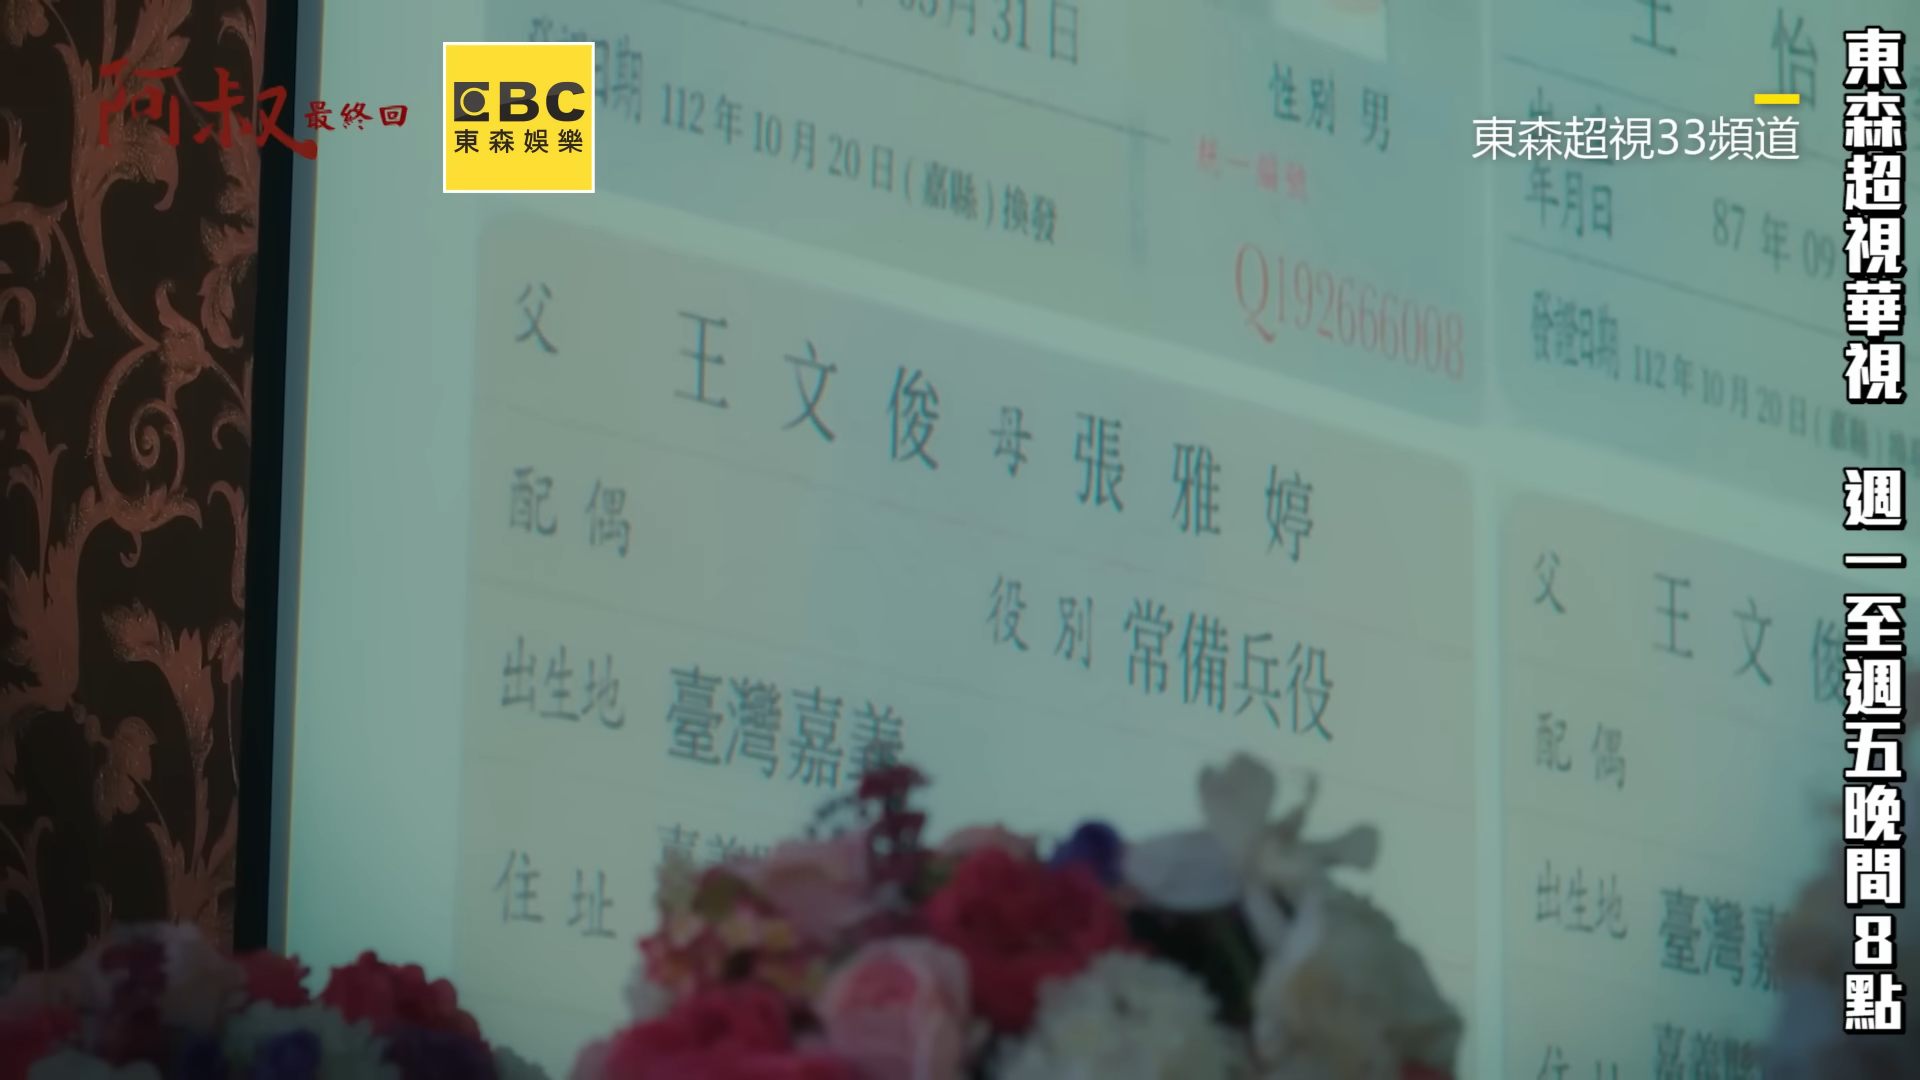 阿叔 最終回
EBC
東森娛樂
東森超視33頻道
東森超視華視 週一至週五晚間8點
月31日
日期 112年10月20日(嘉縣)換發
性別 男
統一編號
Q192666008
父 王文俊 母 張雅婷
配偶
役別 常備兵役
出生地 臺灣嘉義
住址
王 怡
年月日 87年09
發證日期 112年10月20日(嘉縣)換
父 王文俊
配偶
出生地 臺灣嘉
嘉義縣